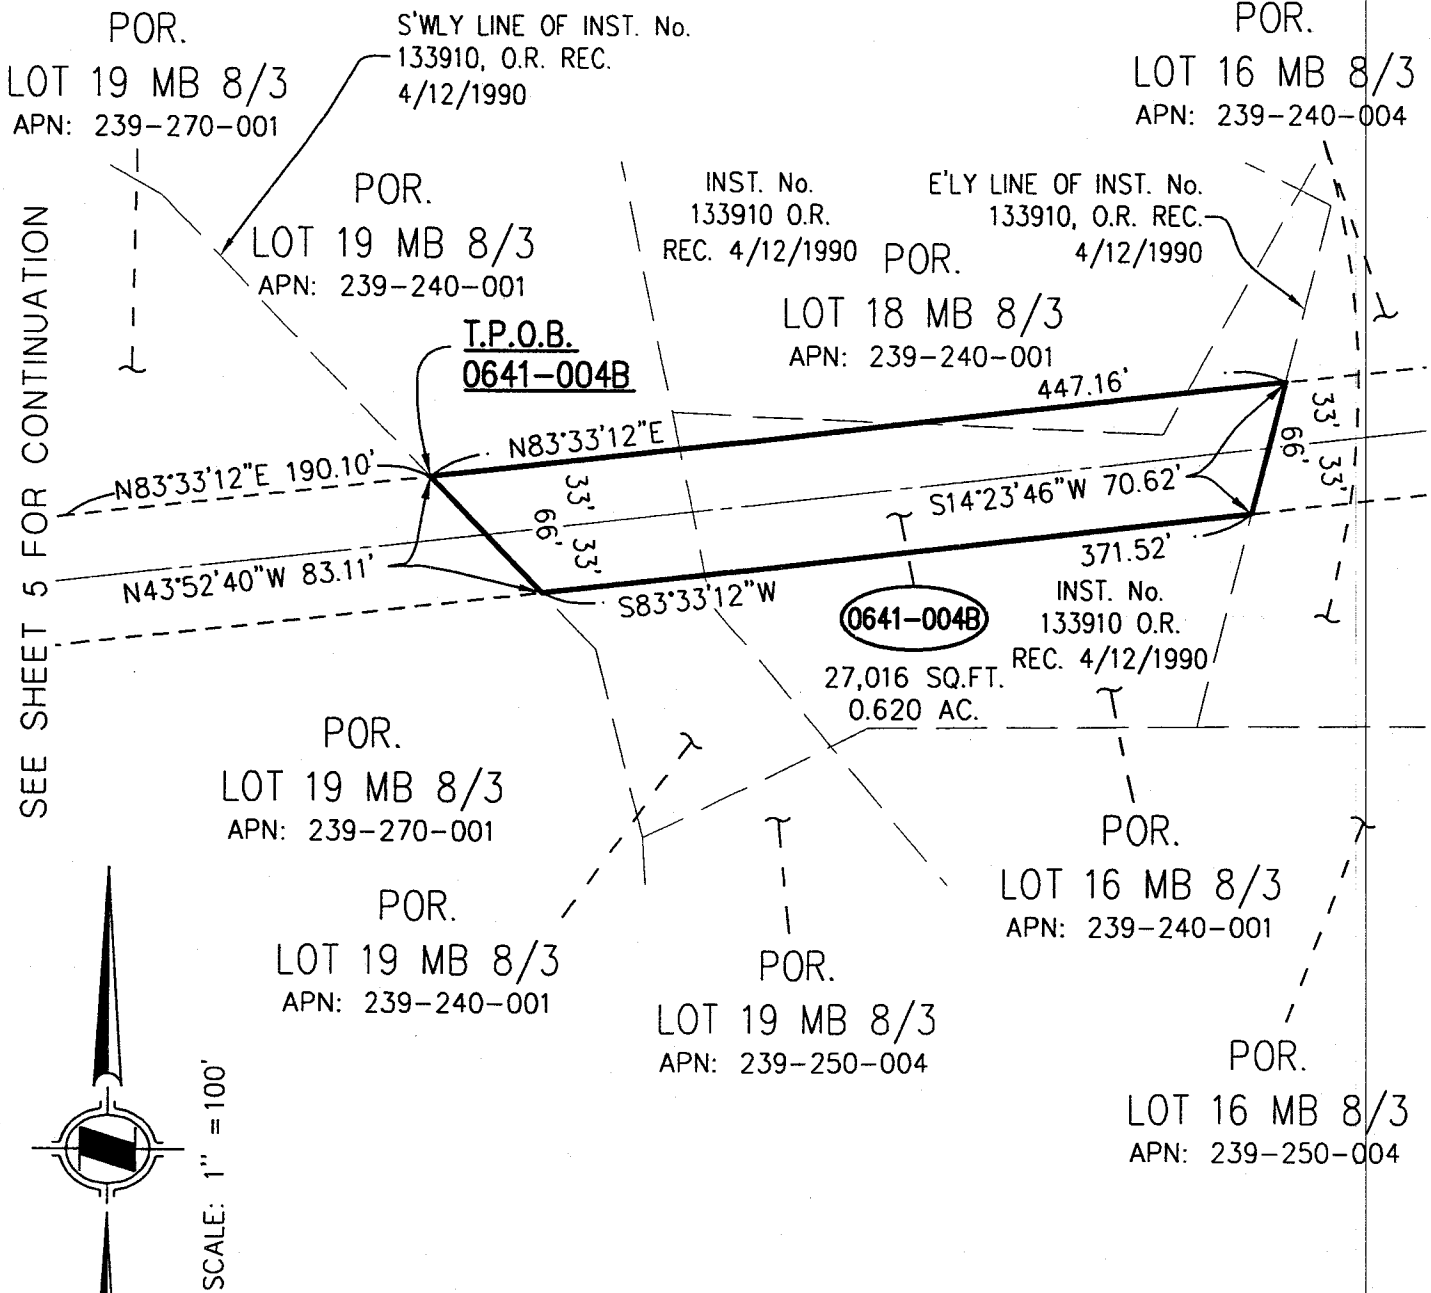 POR.
LOT 19 MB 8/3
APN: 239-270-001
S'WLY LINE OF INST. No.
133910, O.R. REC.
4/12/1990
POR.
LOT 16 MB 8/3
APN: 239-240-004
POR.
LOT 19 MB 8/3
APN: 239-240-001
INST. No.
133910 O.R.
REC. 4/12/1990
E'LY LINE OF INST. No.
133910, O.R. REC.
4/12/1990
POR.
LOT 18 MB 8/3
APN: 239-240-001
SEE SHEET 5 FOR CONTINUATION
T.P.O.B.
0641-004B
447.16'
N83°33'12"E
N83°33'12"E 190.10'
33'
66'
33'
33'
66'
33'
S14°23'46"W 70.62'
N43°52'40"W 83.11'
371.52'
S83°33'12"W
0641-004B
27,016 SQ.FT.
0.620 AC.
INST. No.
133910 O.R.
REC. 4/12/1990
POR.
LOT 19 MB 8/3
APN: 239-270-001
POR.
LOT 19 MB 8/3
APN: 239-240-001
POR.
LOT 19 MB 8/3
APN: 239-250-004
POR.
LOT 16 MB 8/3
APN: 239-240-001
POR.
LOT 16 MB 8/3
APN: 239-250-004
SCALE: 1" = 100'